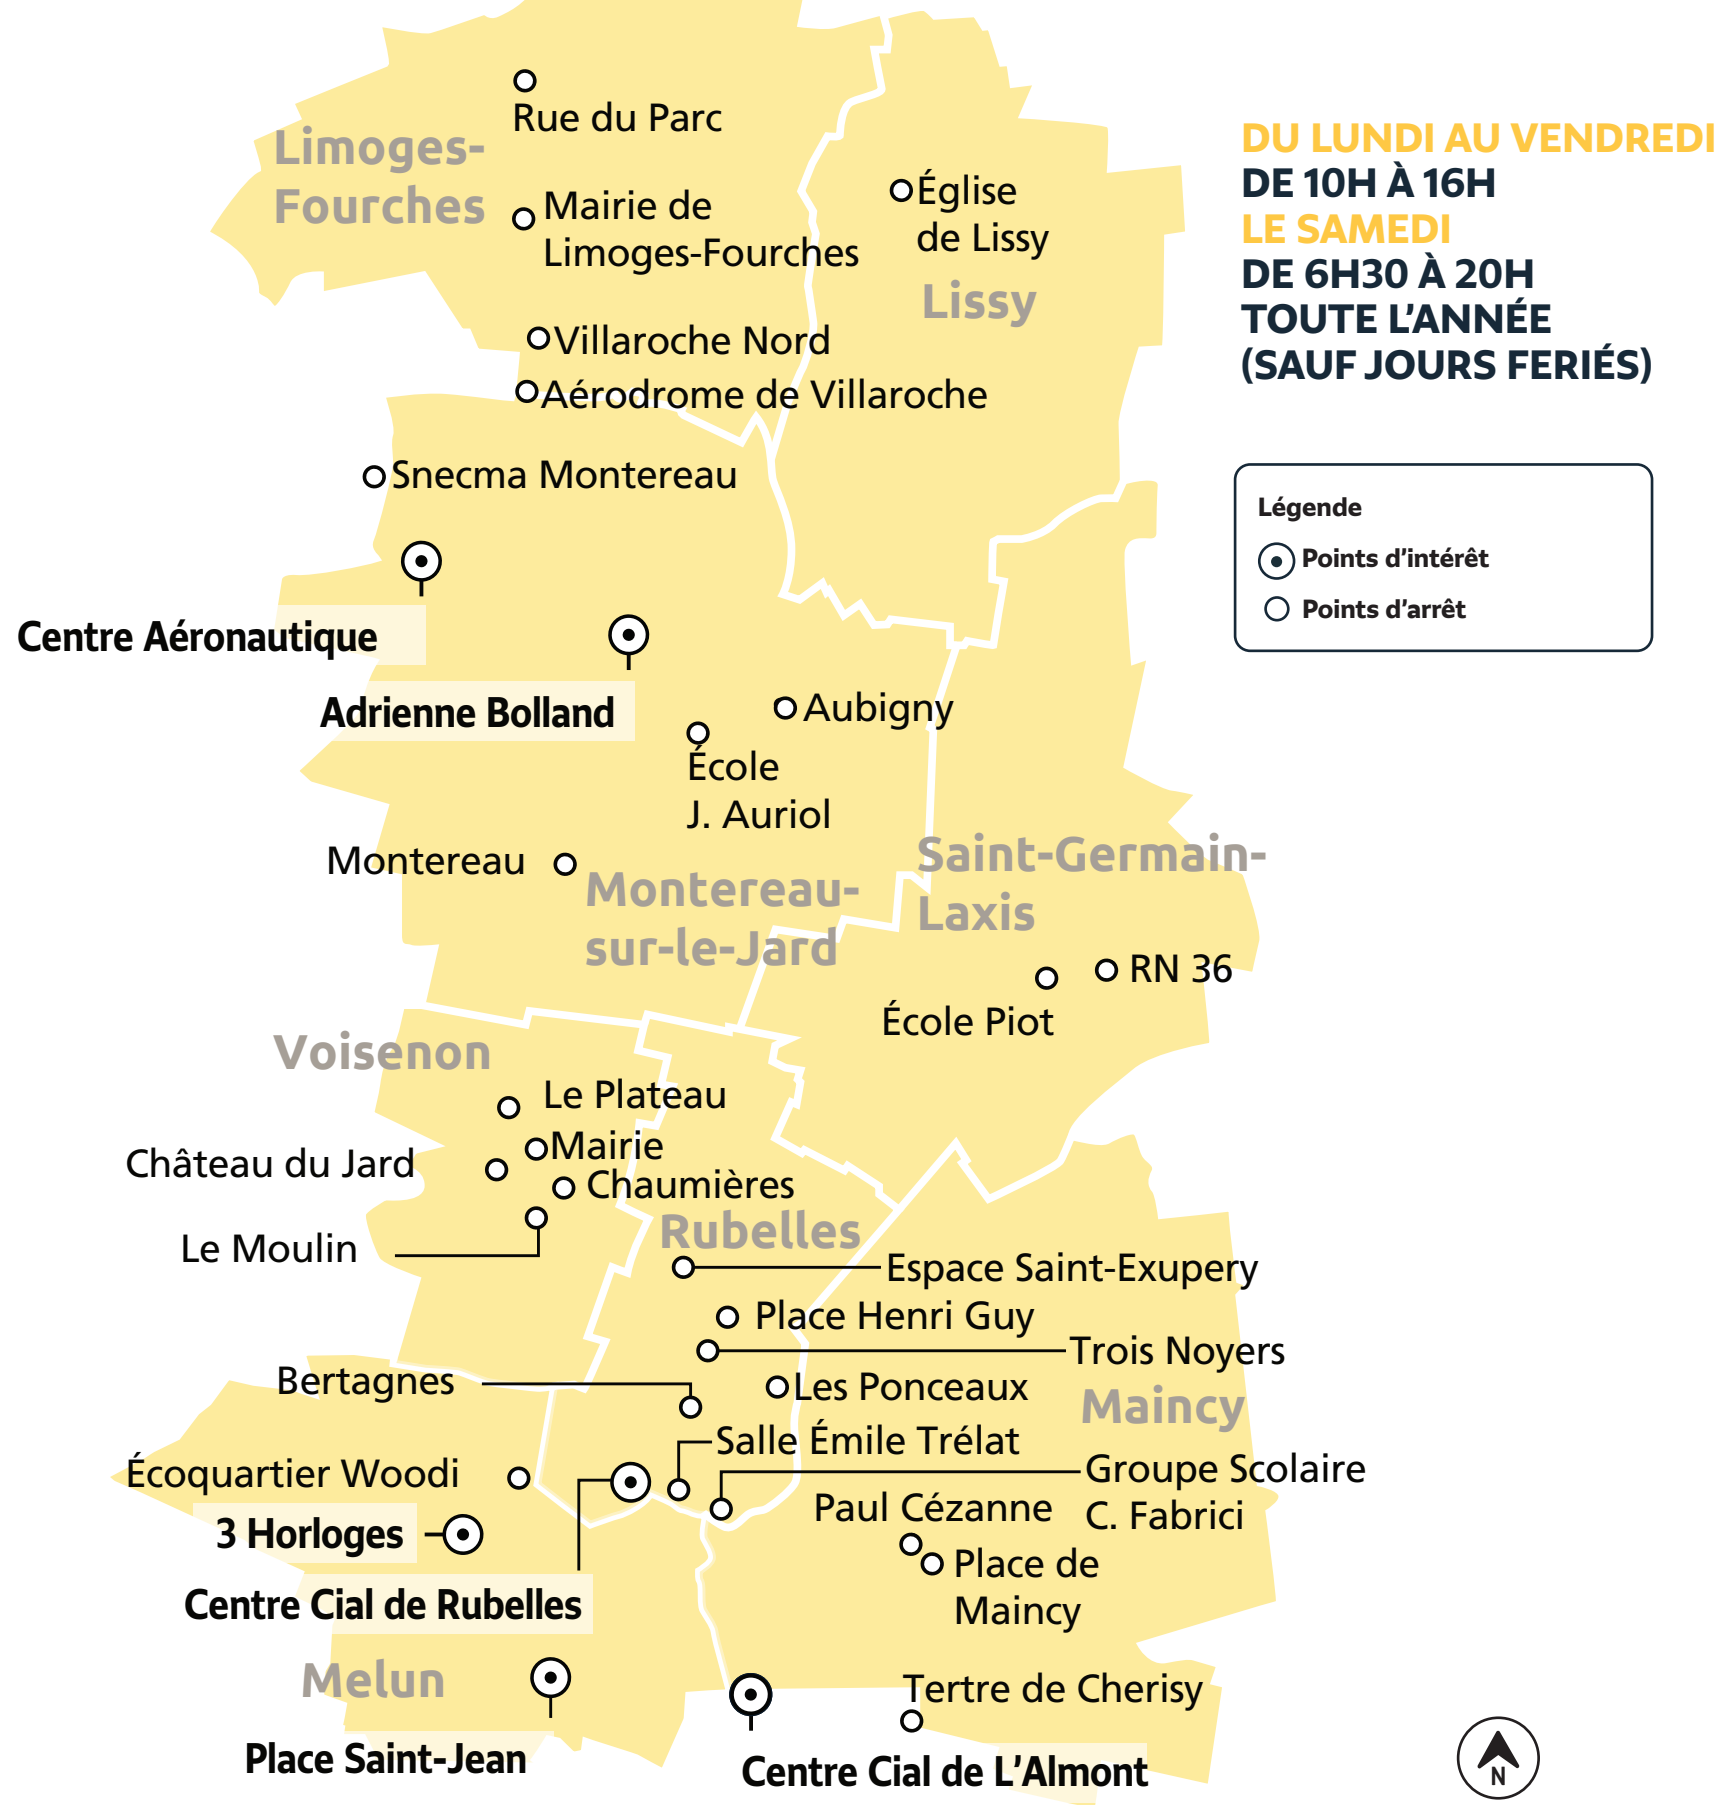 Rue du Parc
Limoges-
Fourches
Mairie de
Limoges-Fourches
Église
de Lissy
Lissy
Villaroche Nord
Aérodrome de Villaroche
Snecma Montereau
Centre Aéronautique
Adrienne Bolland
Aubigny
École
J. Auriol
Montereau
Montereau-
sur-le-Jard
Saint-Germain-
Laxis
RN 36
École Piot
Voisenon
Le Plateau
Mairie
Château du Jard
Chaumières
Le Moulin
Rubelles
Espace Saint-Exupery
Place Henri Guy
Trois Noyers
Bertagnes
Les Ponceaux
Maincy
Salle Émile Trélat
Écoquartier Woodi
Groupe Scolaire
C. Fabrici
Paul Cézanne
3 Horloges
Place de
Maincy
Centre Cial de Rubelles
Melun
Tertre de Cherisy
Place Saint-Jean
Centre Cial de L'Almont
DU LUNDI AU VENDREDI
DE 10H À 16H
LE SAMEDI
DE 6H30 À 20H
TOUTE L'ANNÉE
(SAUF JOURS FERIÉS)
Légende
Points d'intérêt
Points d'arrêt
N